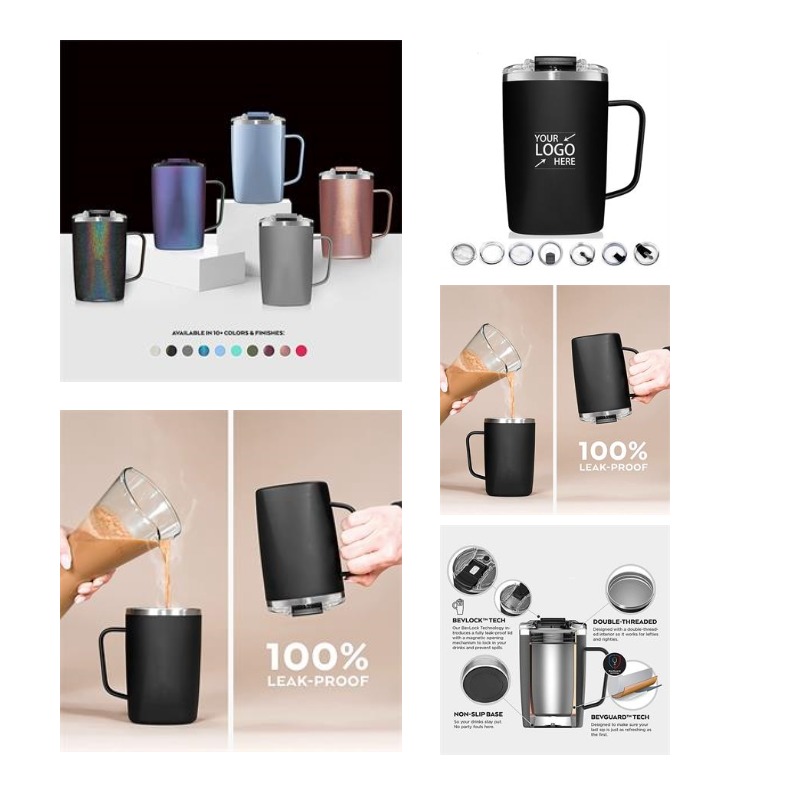 AVAILABLE IN 10+ COLORS & FINISHES:
YOUR
LOGO
HERE
100%
LEAK-PROOF
100%
LEAK-PROOF
BEVLOCK™ TECH
Our BevLock Technology in-
troduces a fully leak-proof lid
with a magnetic opening
mechanism to lock in your
drinks and prevent spills.
DOUBLE-THREADED
Designed with a double-thread-
ed interior so it works for lefties
and righties.
NON-SLIP BASE
So your drinks stay put.
No party fouls here.
BEVGUARD™ TECH
Designed to make sure your
last sip is just as refreshing as
the first.